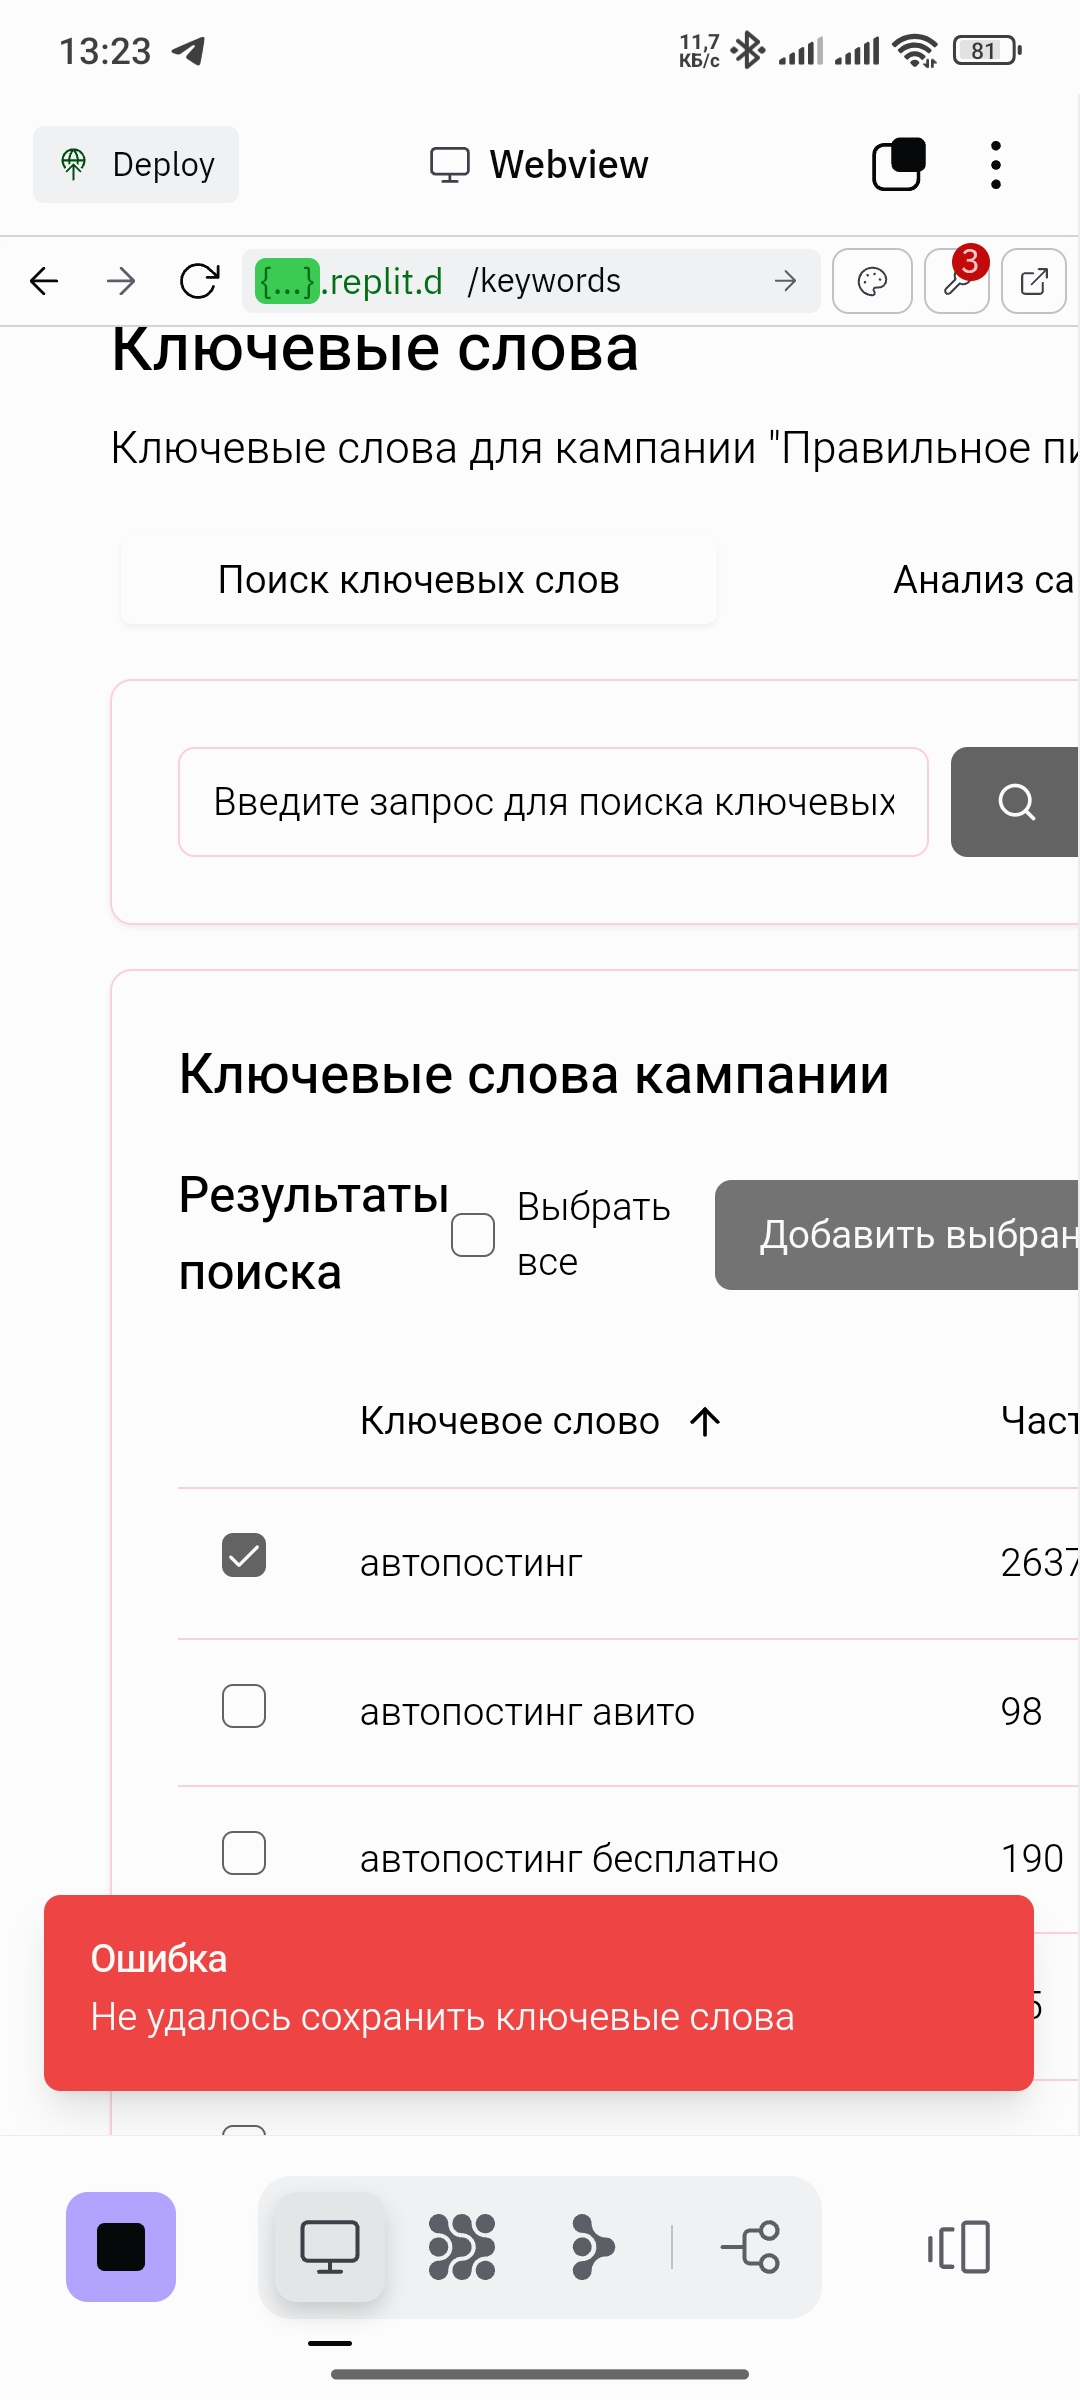 13:23
11,7
КБ/с
81
Deploy
Webview
{...}.replit.d /keywords
3
Ключевые слова
Ключевые слова для кампании "Правильное пи
Поиск ключевых слов
Анализ са
Введите запрос для поиска ключевых
Ключевые слова кампании
Результаты поиска
Выбрать все
Добавить выбран
Ключевое слово
Част
автопостинг
2637
автопостинг авито
98
автопостинг бесплатно
190
5
Ошибка
Не удалось сохранить ключевые слова